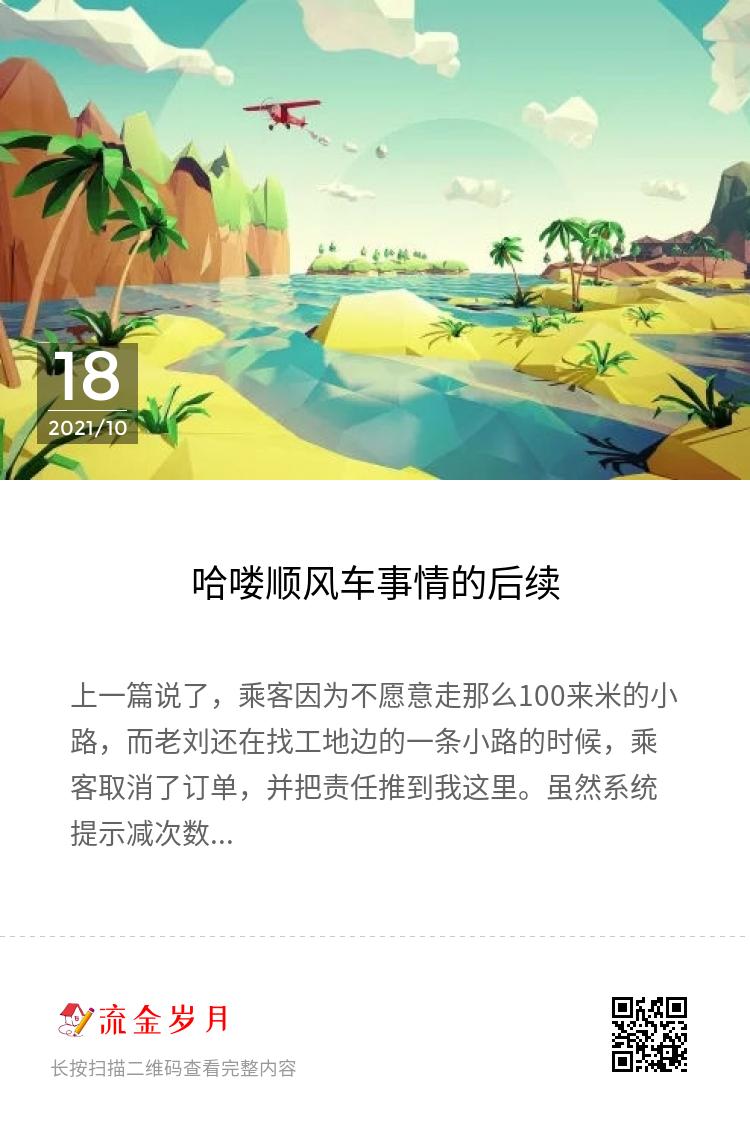 18
2021/10
哈喽顺风车事情的后续
上一篇说了，乘客因为不愿意走那么100来米的小
路，而老刘还在找工地边的一条小路的时候，乘
客取消了订单，并把责任推到我这里。虽然系统
提示减次数...
流金岁月
长按扫描二维码查看完整内容